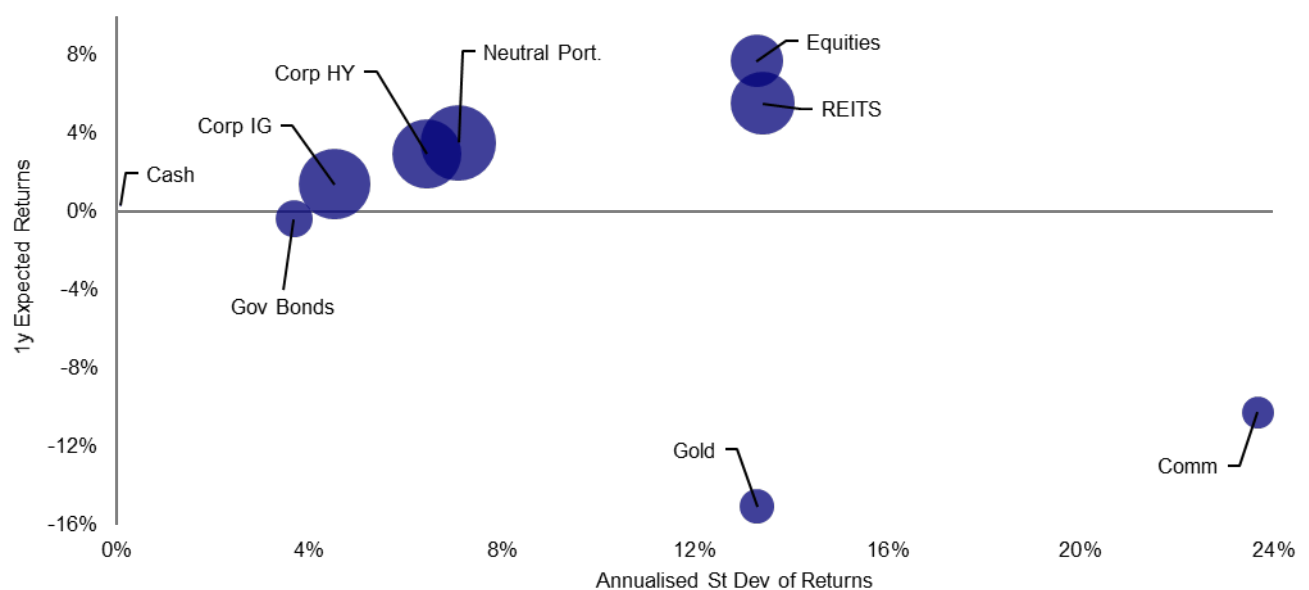 8%
4%
0%
-4%
-8%
-12%
-16%
1y Expected Returns
Equities
Neutral Port.
Corp HY
REITS
Corp IG
Cash
Gov Bonds
Gold
Comm
0%
4%
8%
12%
16%
20%
24%
Annualised St Dev of Returns